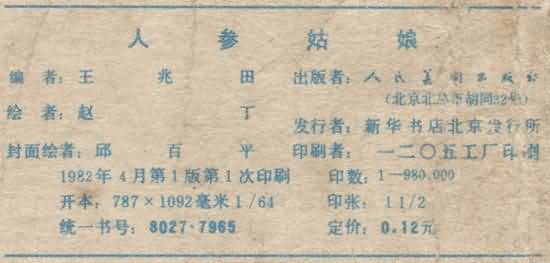 人参姑娘
编者：王兆田
绘者：赵丁
封面绘者：邱百平
1982年4月第1版第1次印刷
开本：787×1092毫米1/64
统一书号：8027·7965
出版者：人民美术出版社
（北京北总布胡同32号）
发行者：新华书店北京发行所
印刷者：一二〇五工厂印刷
印数：1—980,000
印张：1 1/2
定价：0.12元